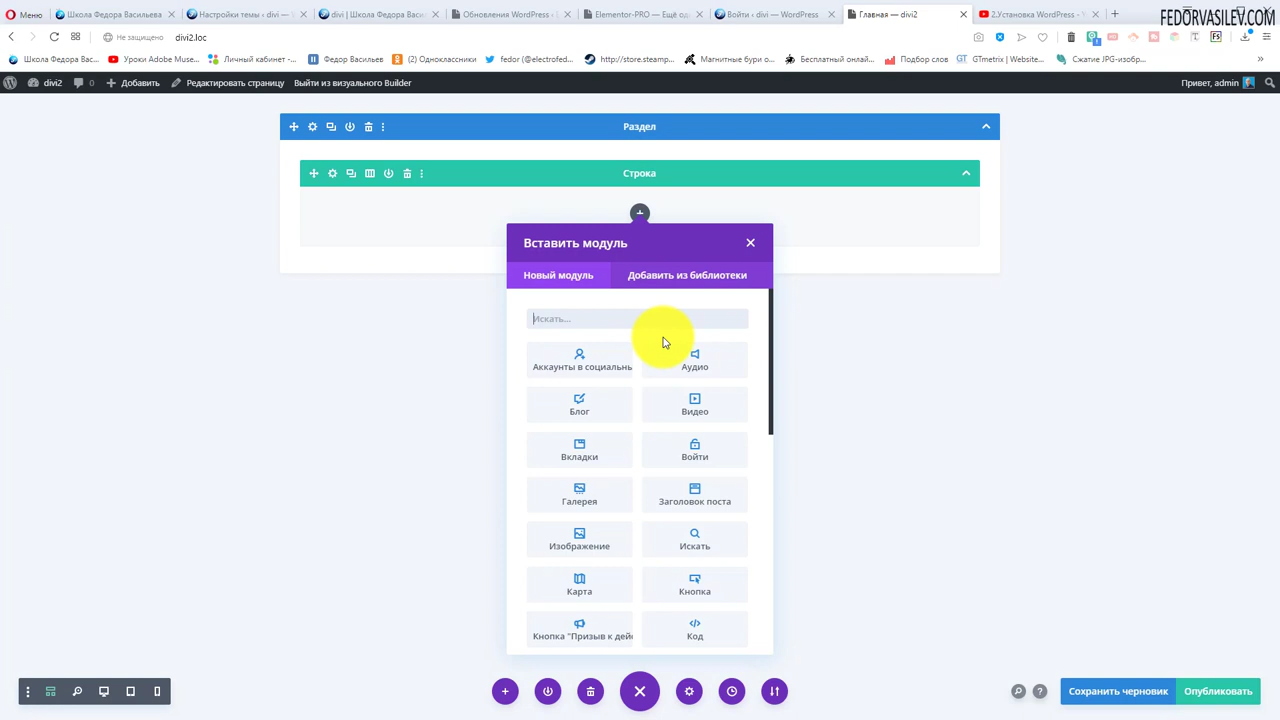 Меню
Школа Федора Васильева
Настройки темы ‹ divi — 
divi | Школа Федора Васи
Обновления WordPress ‹
Elementor-PRO — Ещё од
Войти ‹ divi — WordPress
Главная — divi2
2.Установка WordPress - Y
FEDORVASILEV.COM
Не защищено
divi2.loc
Школа Федора Вас...
Уроки Adobe Muse...
Личный кабинет -...
Федор Васильев
(2) Одноклассники
fedor (@electrofed...
http://store.steamp...
Магнитные бури о...
Бесплатный онлай...
Подбор слов
GTmetrix | Website...
Сжатие JPG-изобр...
divi2
0
Добавить
Редактировать страницу
Выйти из визуального Builder
Привет, admin
Раздел
Строка
Вставить модуль
Новый модуль
Добавить из библиотеки
Искать...
Аккаунты в социальны
Аудио
Блог
Видео
Вкладки
Войти
Галерея
Заголовок поста
Изображение
Искать
Карта
Кнопка
Кнопка "Призыв к дей
Код
Сохранить черновик
Опубликовать